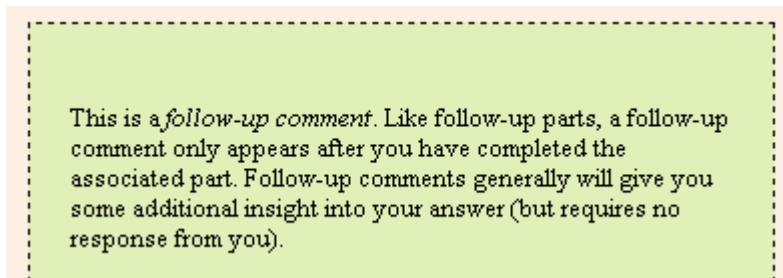 This is a follow-up comment. Like follow-up parts, a follow-up
comment only appears after you have completed the
associated part. Follow-up comments generally will give you
some additional insight into your answer (but requires no
response from you).